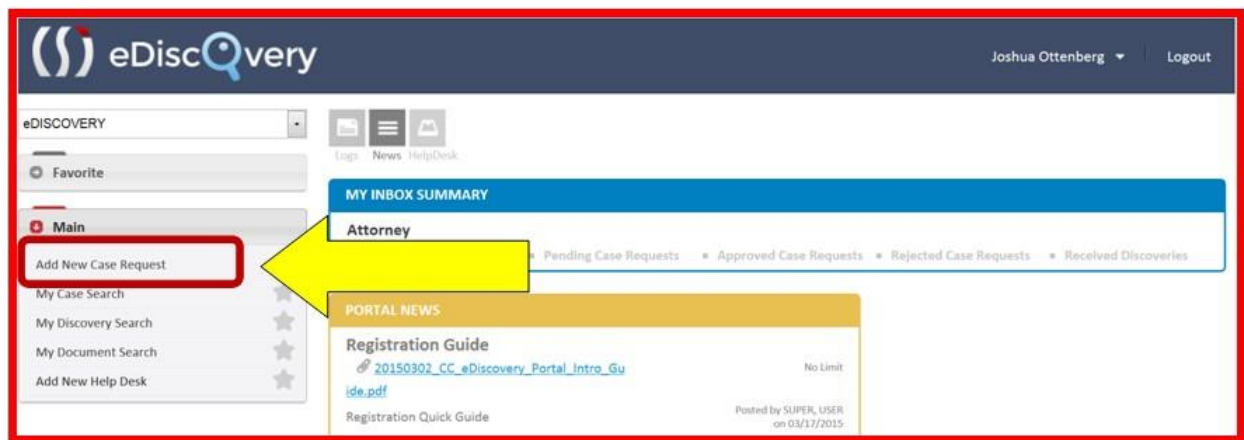 eDiscovery
Joshua Ottenberg
Logout
eDISCOVERY
Favorite
Main
Add New Case Request
My Case Search
My Discovery Search
My Document Search
Add New Help Desk
Logs News HelpDesk
MY INBOX SUMMARY
Attorney
Pending Case Requests Approved Case Requests Rejected Case Requests Received Discoveries
PORTAL NEWS
Registration Guide
20150302_CC_eDiscovery_Portal_Intro_Gu
ide.pdf
No Limit
Registration Quick Guide
Posted by SUPER, USER
on 03/17/2015